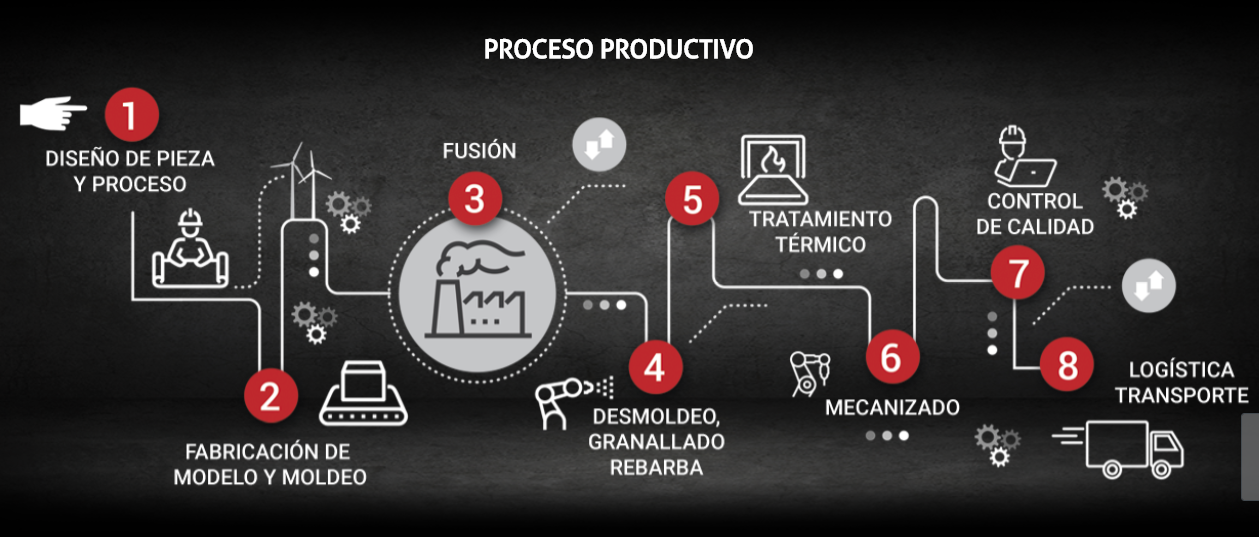 PROCESO PRODUCTIVO
1
DISEÑO DE PIEZA
Y PROCESO
2
FABRICACIÓN DE
MODELO Y MOLDEO
FUSIÓN
3
4
DESMOLDEO,
GRANALLADO
REBARBA
5
TRATAMIENTO
TÉRMICO
6
MECANIZADO
CONTROL
DE CALIDAD
7
8
LOGÍSTICA
TRANSPORTE